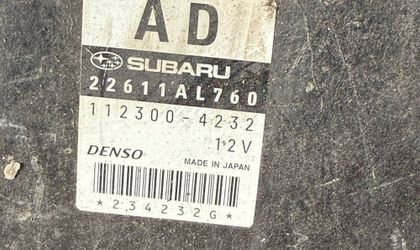 AD
SUBARU
22611AL760
112300-4232
12V
DENSO MADE IN JAPAN
*234232G*